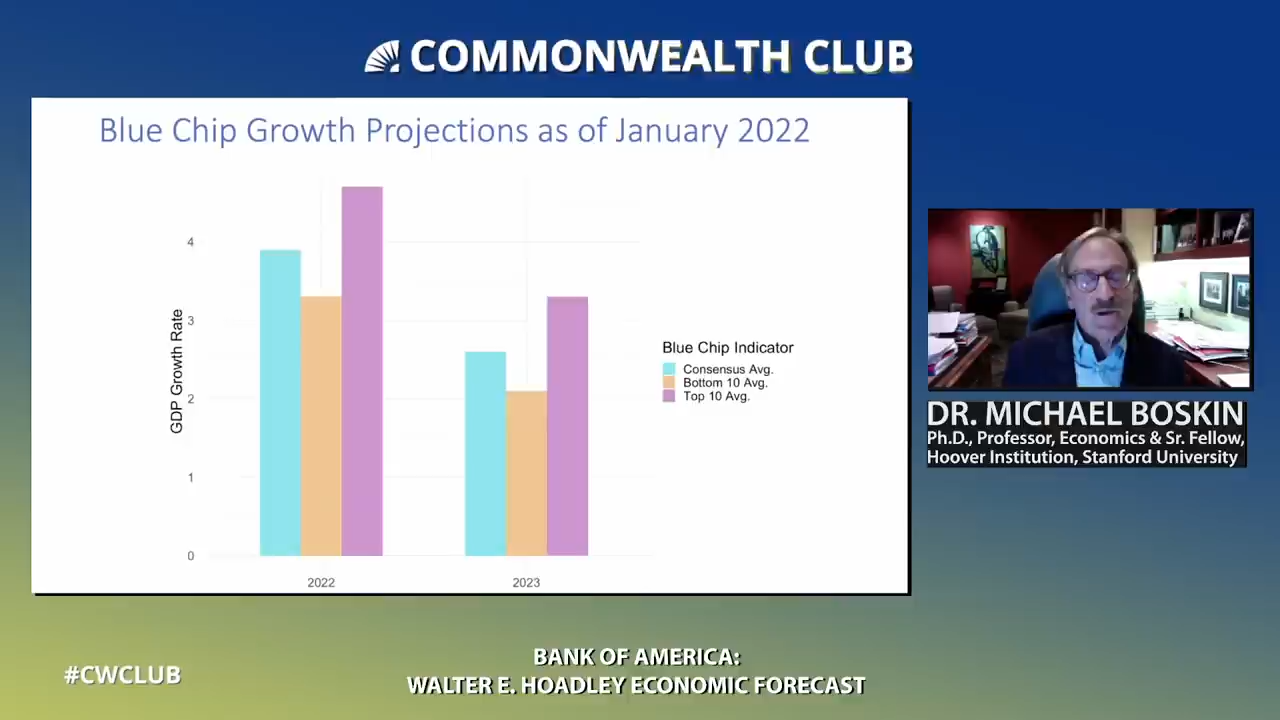 COMMONWEALTH CLUB
Blue Chip Growth Projections as of January 2022
GDP Growth Rate
4
3
2
1
0
2022
2023
Blue Chip Indicator
Consensus Avg.
Bottom 10 Avg.
Top 10 Avg.
DR. MICHAEL BOSKIN
Ph.D., Professor, Economics & Sr. Fellow,
Hoover Institution, Stanford University
#CWCLUB
BANK OF AMERICA:
WALTER E. HOADLEY ECONOMIC FORECAST